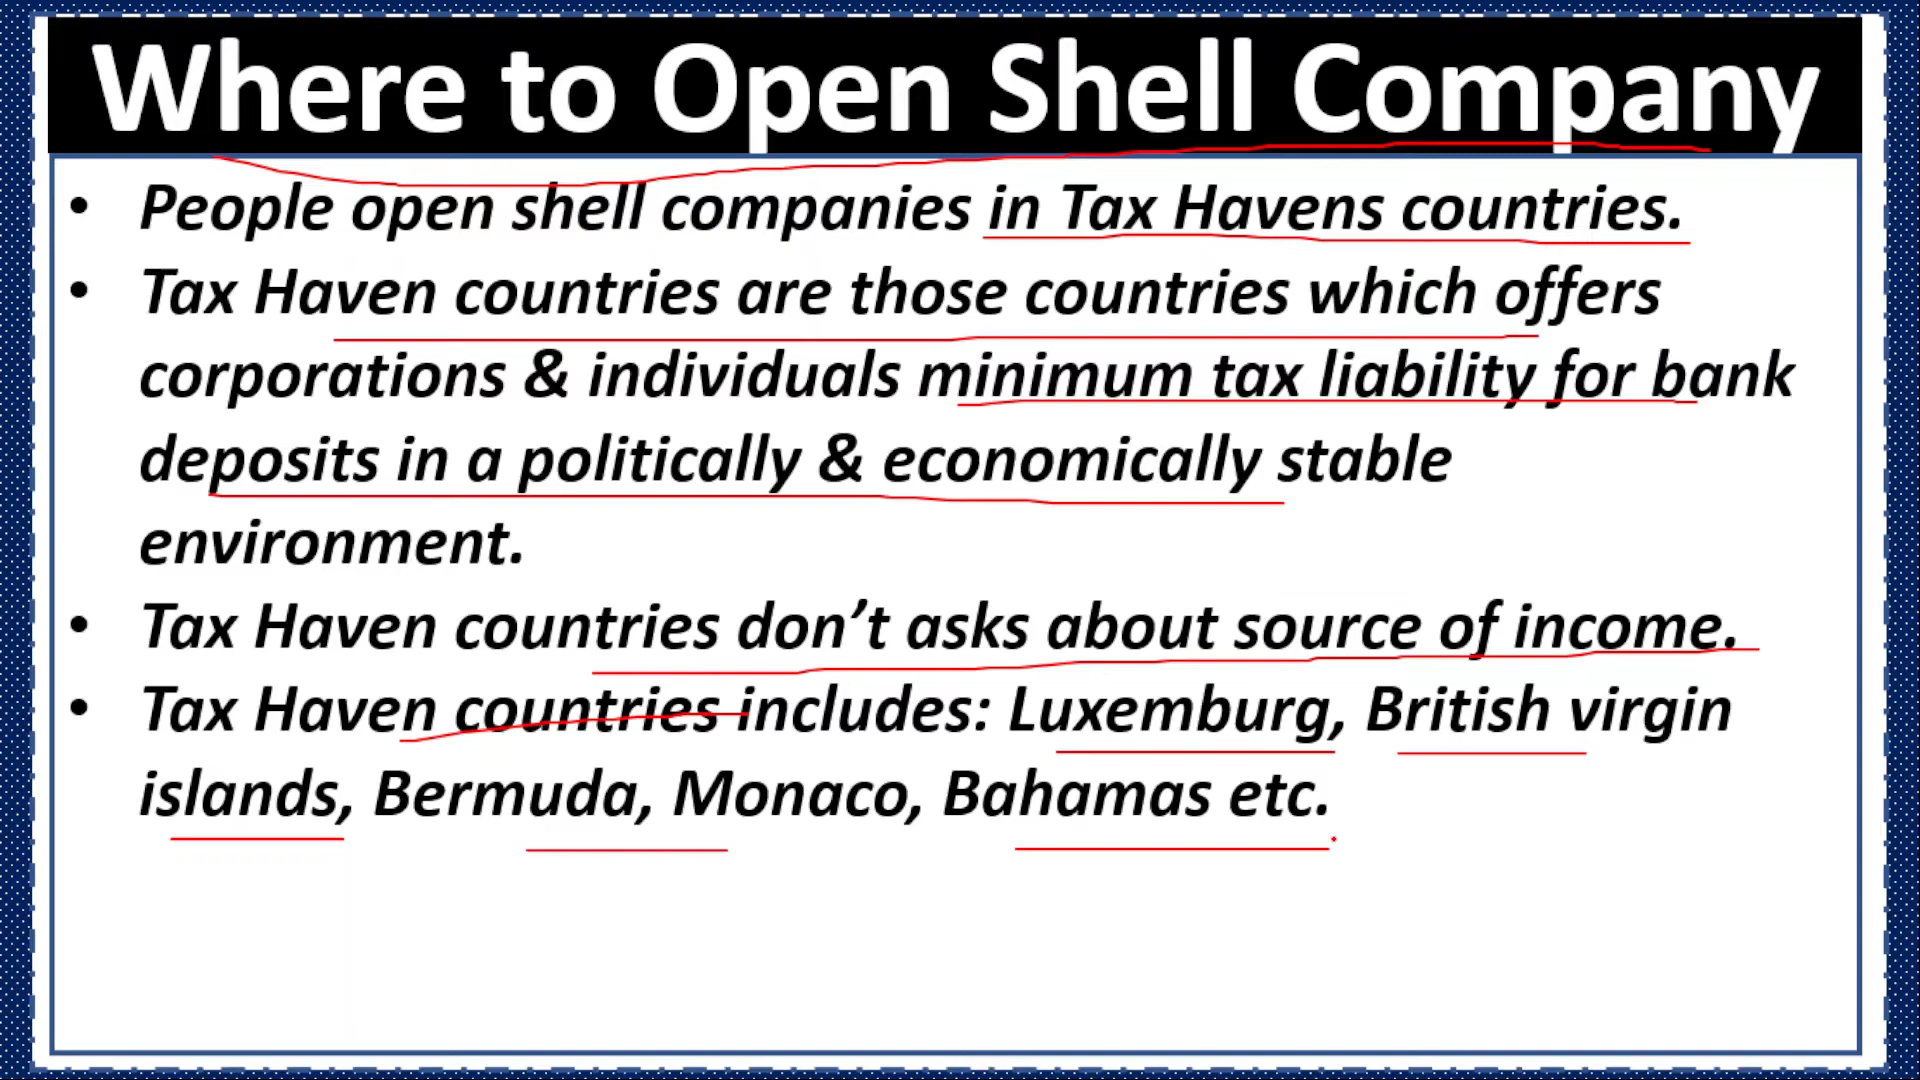 Where to Open Shell Company
• People open shell companies in Tax Havens countries.
• Tax Haven countries are those countries which offers
corporations & individuals minimum tax liability for bank
deposits in a politically & economically stable
environment.
• Tax Haven countries don’t asks about source of income.
• Tax Haven countries includes: Luxemburg, British virgin
islands, Bermuda, Monaco, Bahamas etc.